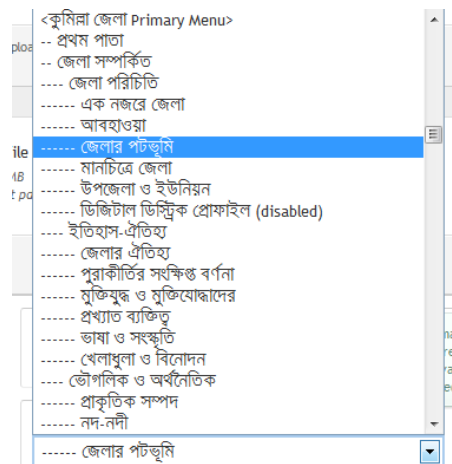 <কুমিল্লা জেলা Primary Menu>
-- প্রথম পাতা
-- জেলা সম্পর্কিত
---- জেলা পরিচিতি
------ এক নজরে জেলা
------ আবহাওয়া
------ জেলার পটভূমি
------ মানচিত্রে জেলা
------ উপজেলা ও ইউনিয়ন
------ ডিজিটাল ডিস্ট্রিক প্রোফাইল (disabled)
---- ইতিহাস-ঐতিহ্য
------ জেলার ঐতিহ্য
------ পুরাকীর্তির সংক্ষিপ্ত বর্ণনা
------ মুক্তিযুদ্ধ ও মুক্তিযোদ্ধাদের
------ প্রখ্যাত ব্যক্তিত্ব
------ ভাষা ও সংস্কৃতি
------ খেলাধুলা ও বিনোদন
---- ভৌগলিক ও অর্থনৈতিক
------ প্রাকৃতিক সম্পদ
------ নদ-নদী
------ জেলার পটভূমি